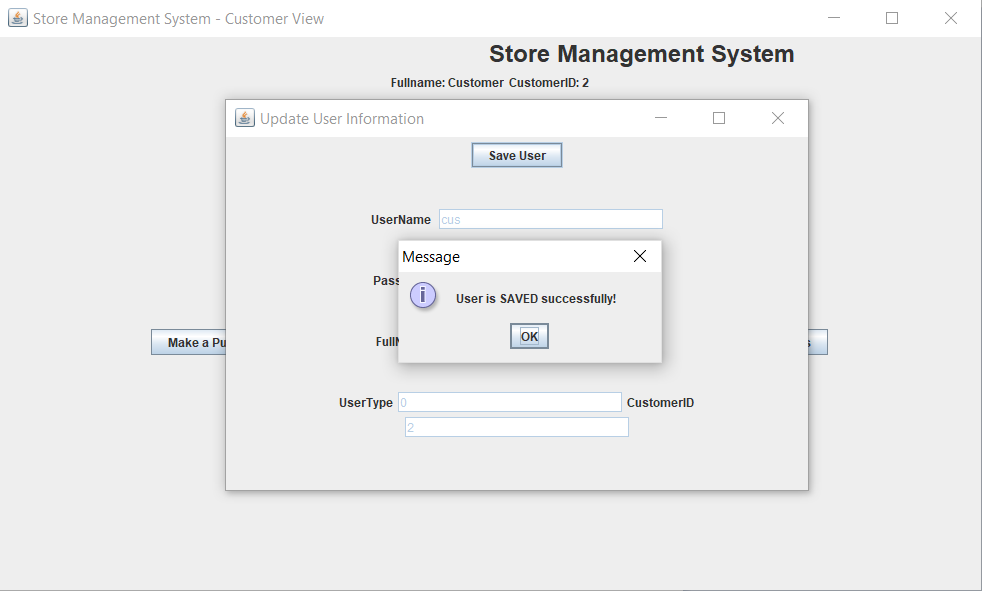 Store Management System - Customer View
Store Management System
Fullname: Customer CustomerID: 2
Update User Information
Save User
UserName cus
Message
Pass
User is SAVED successfully!
OK
Make a Pu
FullN
s
UserType 0 CustomerID
2